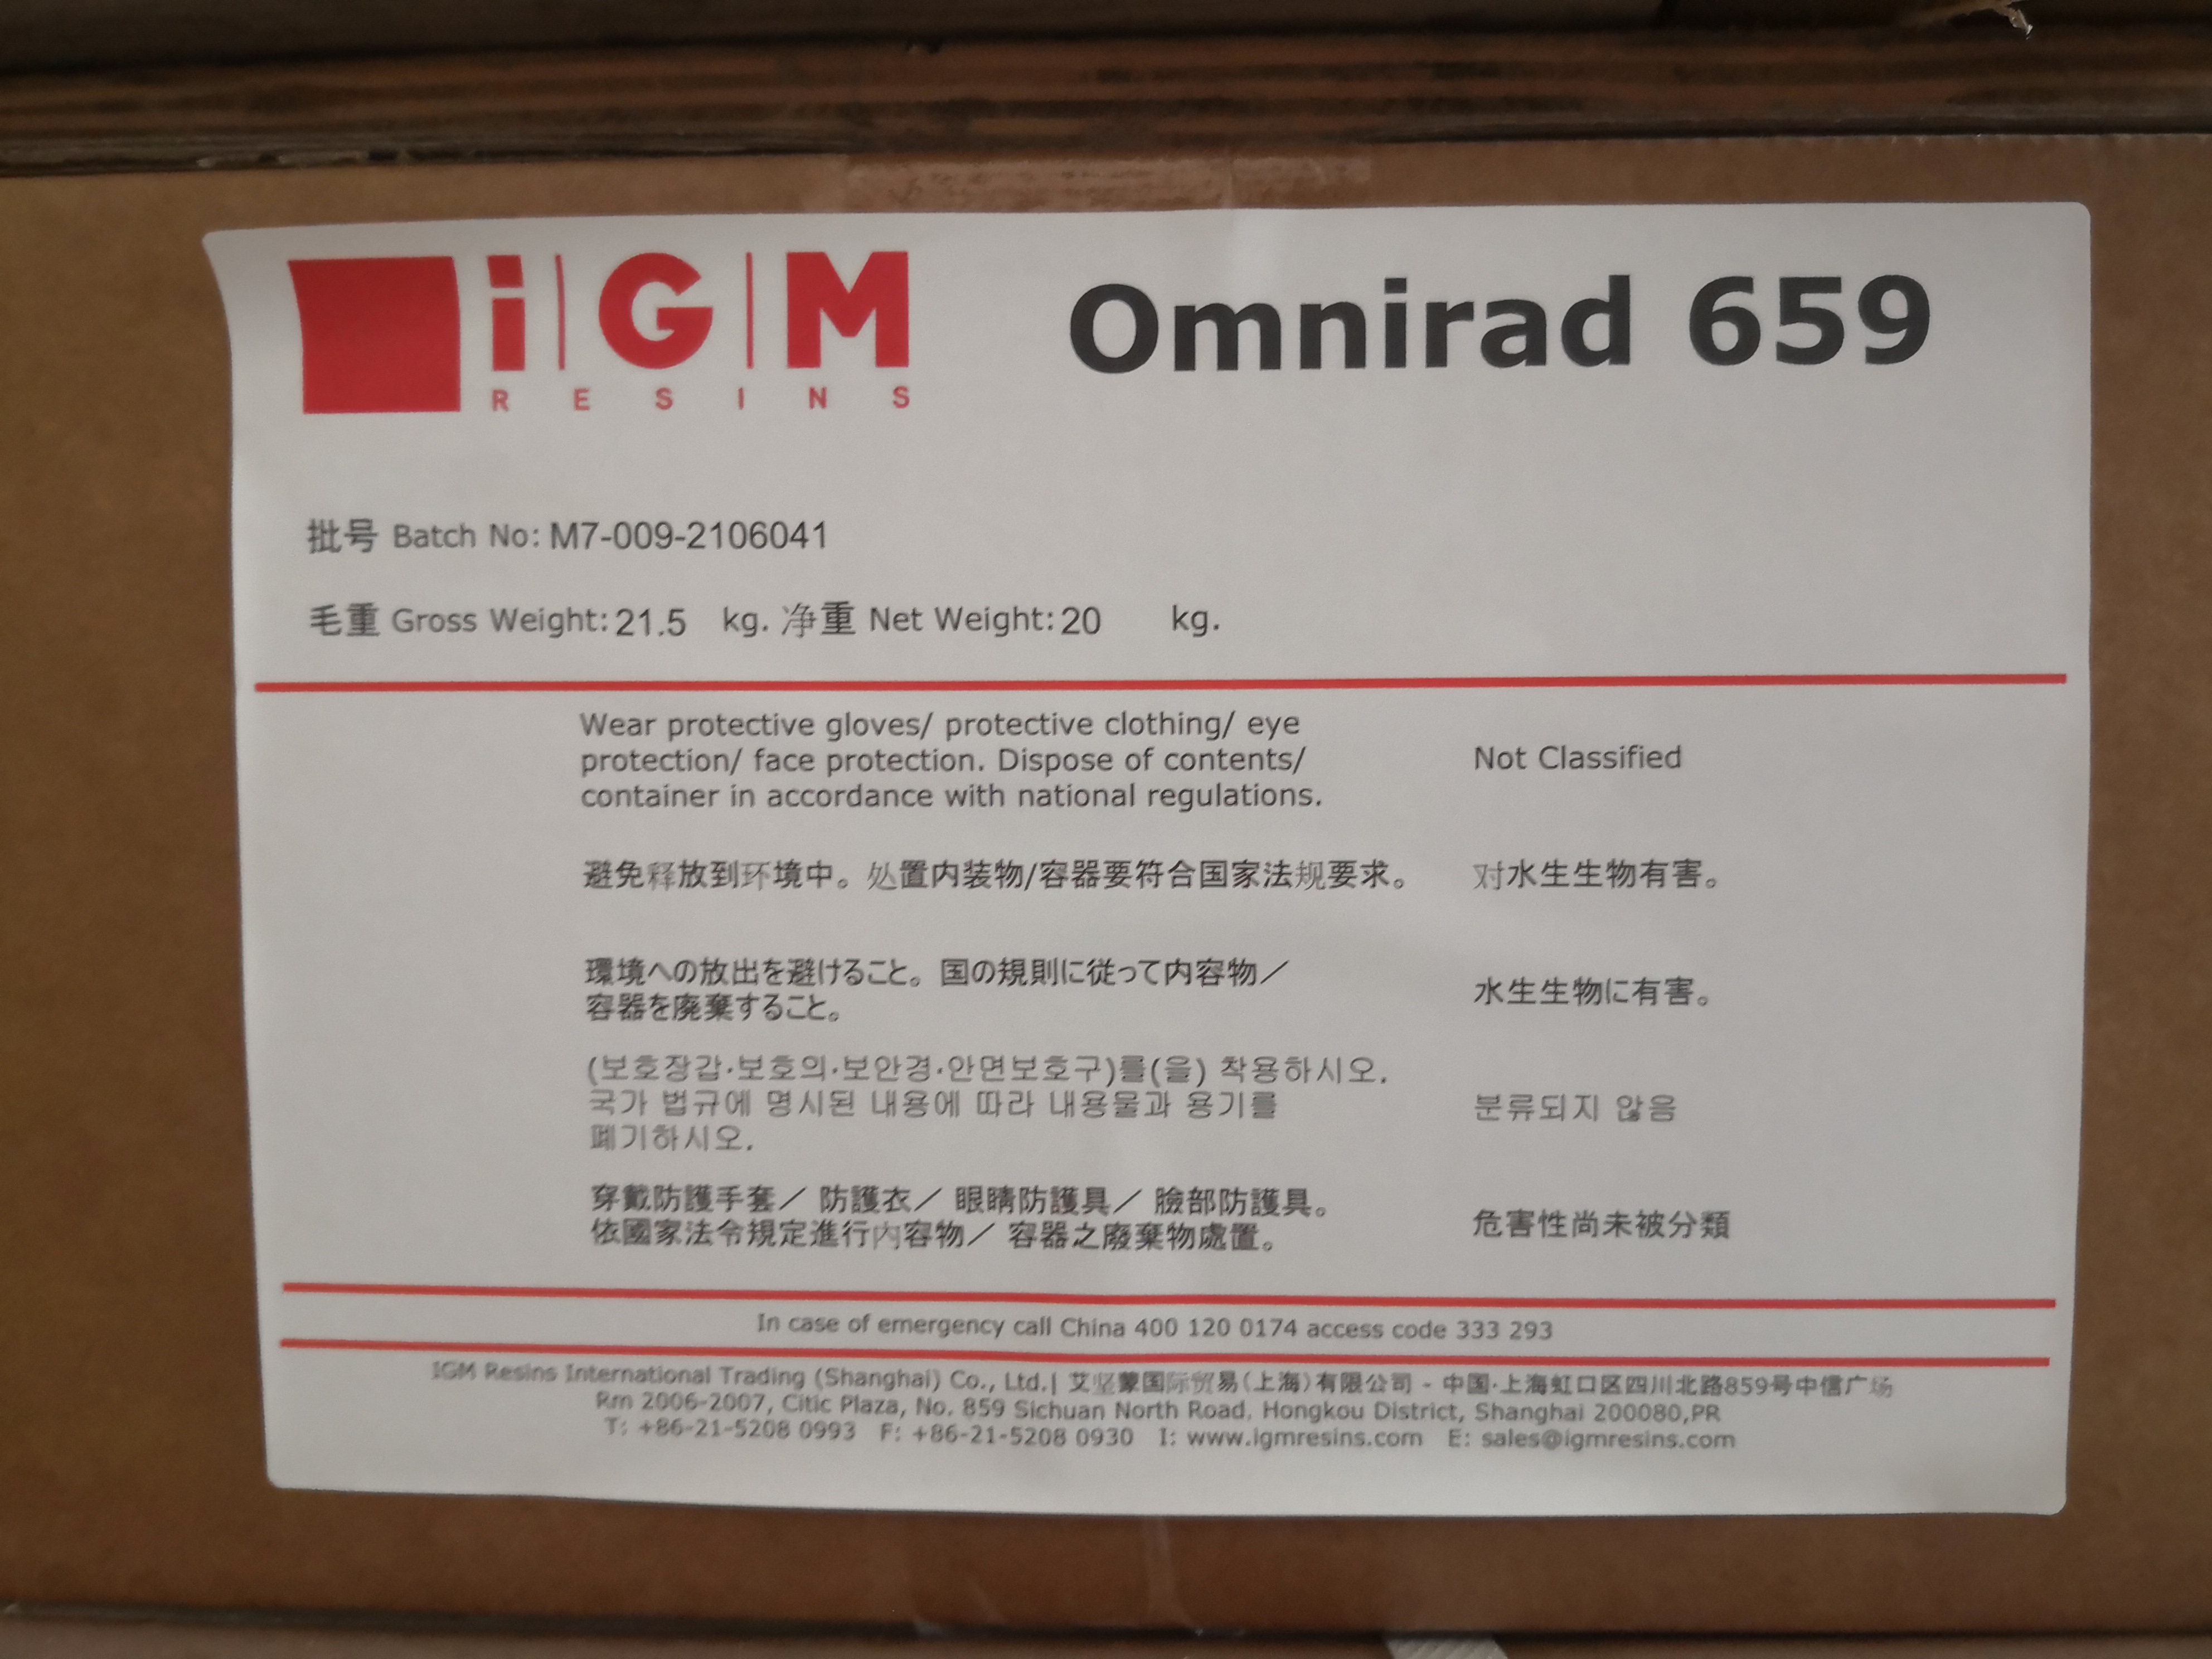 iGM
RESINS
Omnirad 659
批号 Batch No: M7-009-2106041
毛重 Gross Weight: 21.5 kg. 净重 Net Weight: 20 kg.
Wear protective gloves/ protective clothing/ eye
protection/ face protection. Dispose of contents/
container in accordance with national regulations.
Not Classified
避免释放到环境中。处置内装物/容器要符合国家法规要求。
对水生生物有害。
環境への放出を避けること。国の規則に従って内容物／
容器を廃棄すること。
水生生物に有害。
(보호장갑·보호의·보안경·안면보호구)를(을) 착용하시오.
국가 법규에 명시된 내용에 따라 내용물과 용기를
폐기하시오.
분류되지 않음
穿戴防護手套／ 防護衣／ 眼睛防護具／ 臉部防護具。
依國家法令規定進行内容物／ 容器之廢棄物處置。
危害性尚未被分類
In case of emergency call China 400 120 0174 access code 333 293
IGM Resins International Trading (Shanghai) Co., Ltd.| 艾坚蒙国际贸易(上海)有限公司 - 中国·上海虹口区四川北路859号中信广场
Rm 2006-2007, Citic Plaza, No. 859 Sichuan North Road, Hongkou District, Shanghai 200080,PR
T: +86-21-5208 0993 F: +86-21-5208 0930 I: www.igmresins.com E: sales@igmresins.com